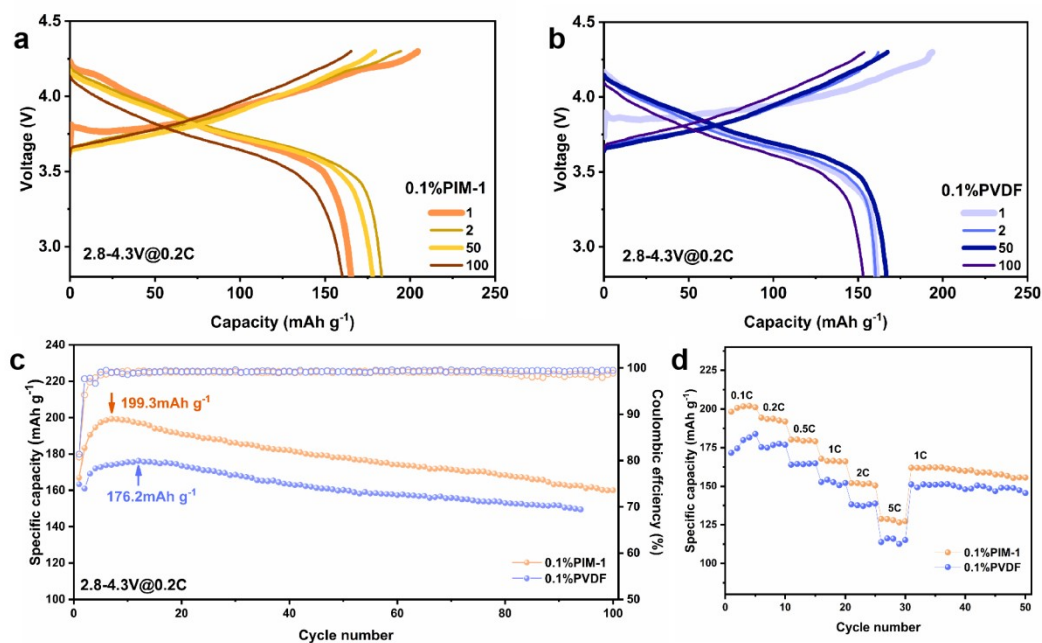 a
4.5
4.0
3.5
3.0
Voltage (V)
0 50 100 150 200 250
Capacity (mAh g⁻¹)
0.1%PIM-1
1
2
50
100
2.8-4.3V@0.2C
b
4.5
4.0
3.5
3.0
Voltage (V)
0 50 100 150 200 250
Capacity (mAh g⁻¹)
0.1%PVDF
1
2
50
100
2.8-4.3V@0.2C
c
240
220
200
180
160
140
120
100
Specific capacity (mAh g⁻¹)
100
90
80
70
60
50
Coulombic effciency (%)
199.3mAh g⁻¹
176.2mAh g⁻¹
0.1%PIM-1
0.1%PVDF
2.8-4.3V@0.2C
0 20 40 60 80 100
Cycle number
d
225
200
175
150
125
100
Specific capacity (mAh g⁻¹)
0.1C
0.2C
0.5C
1C
2C
5C
1C
0.1%PIM-1
0.1%PVDF
0 10 20 30 40 50
Cycle number